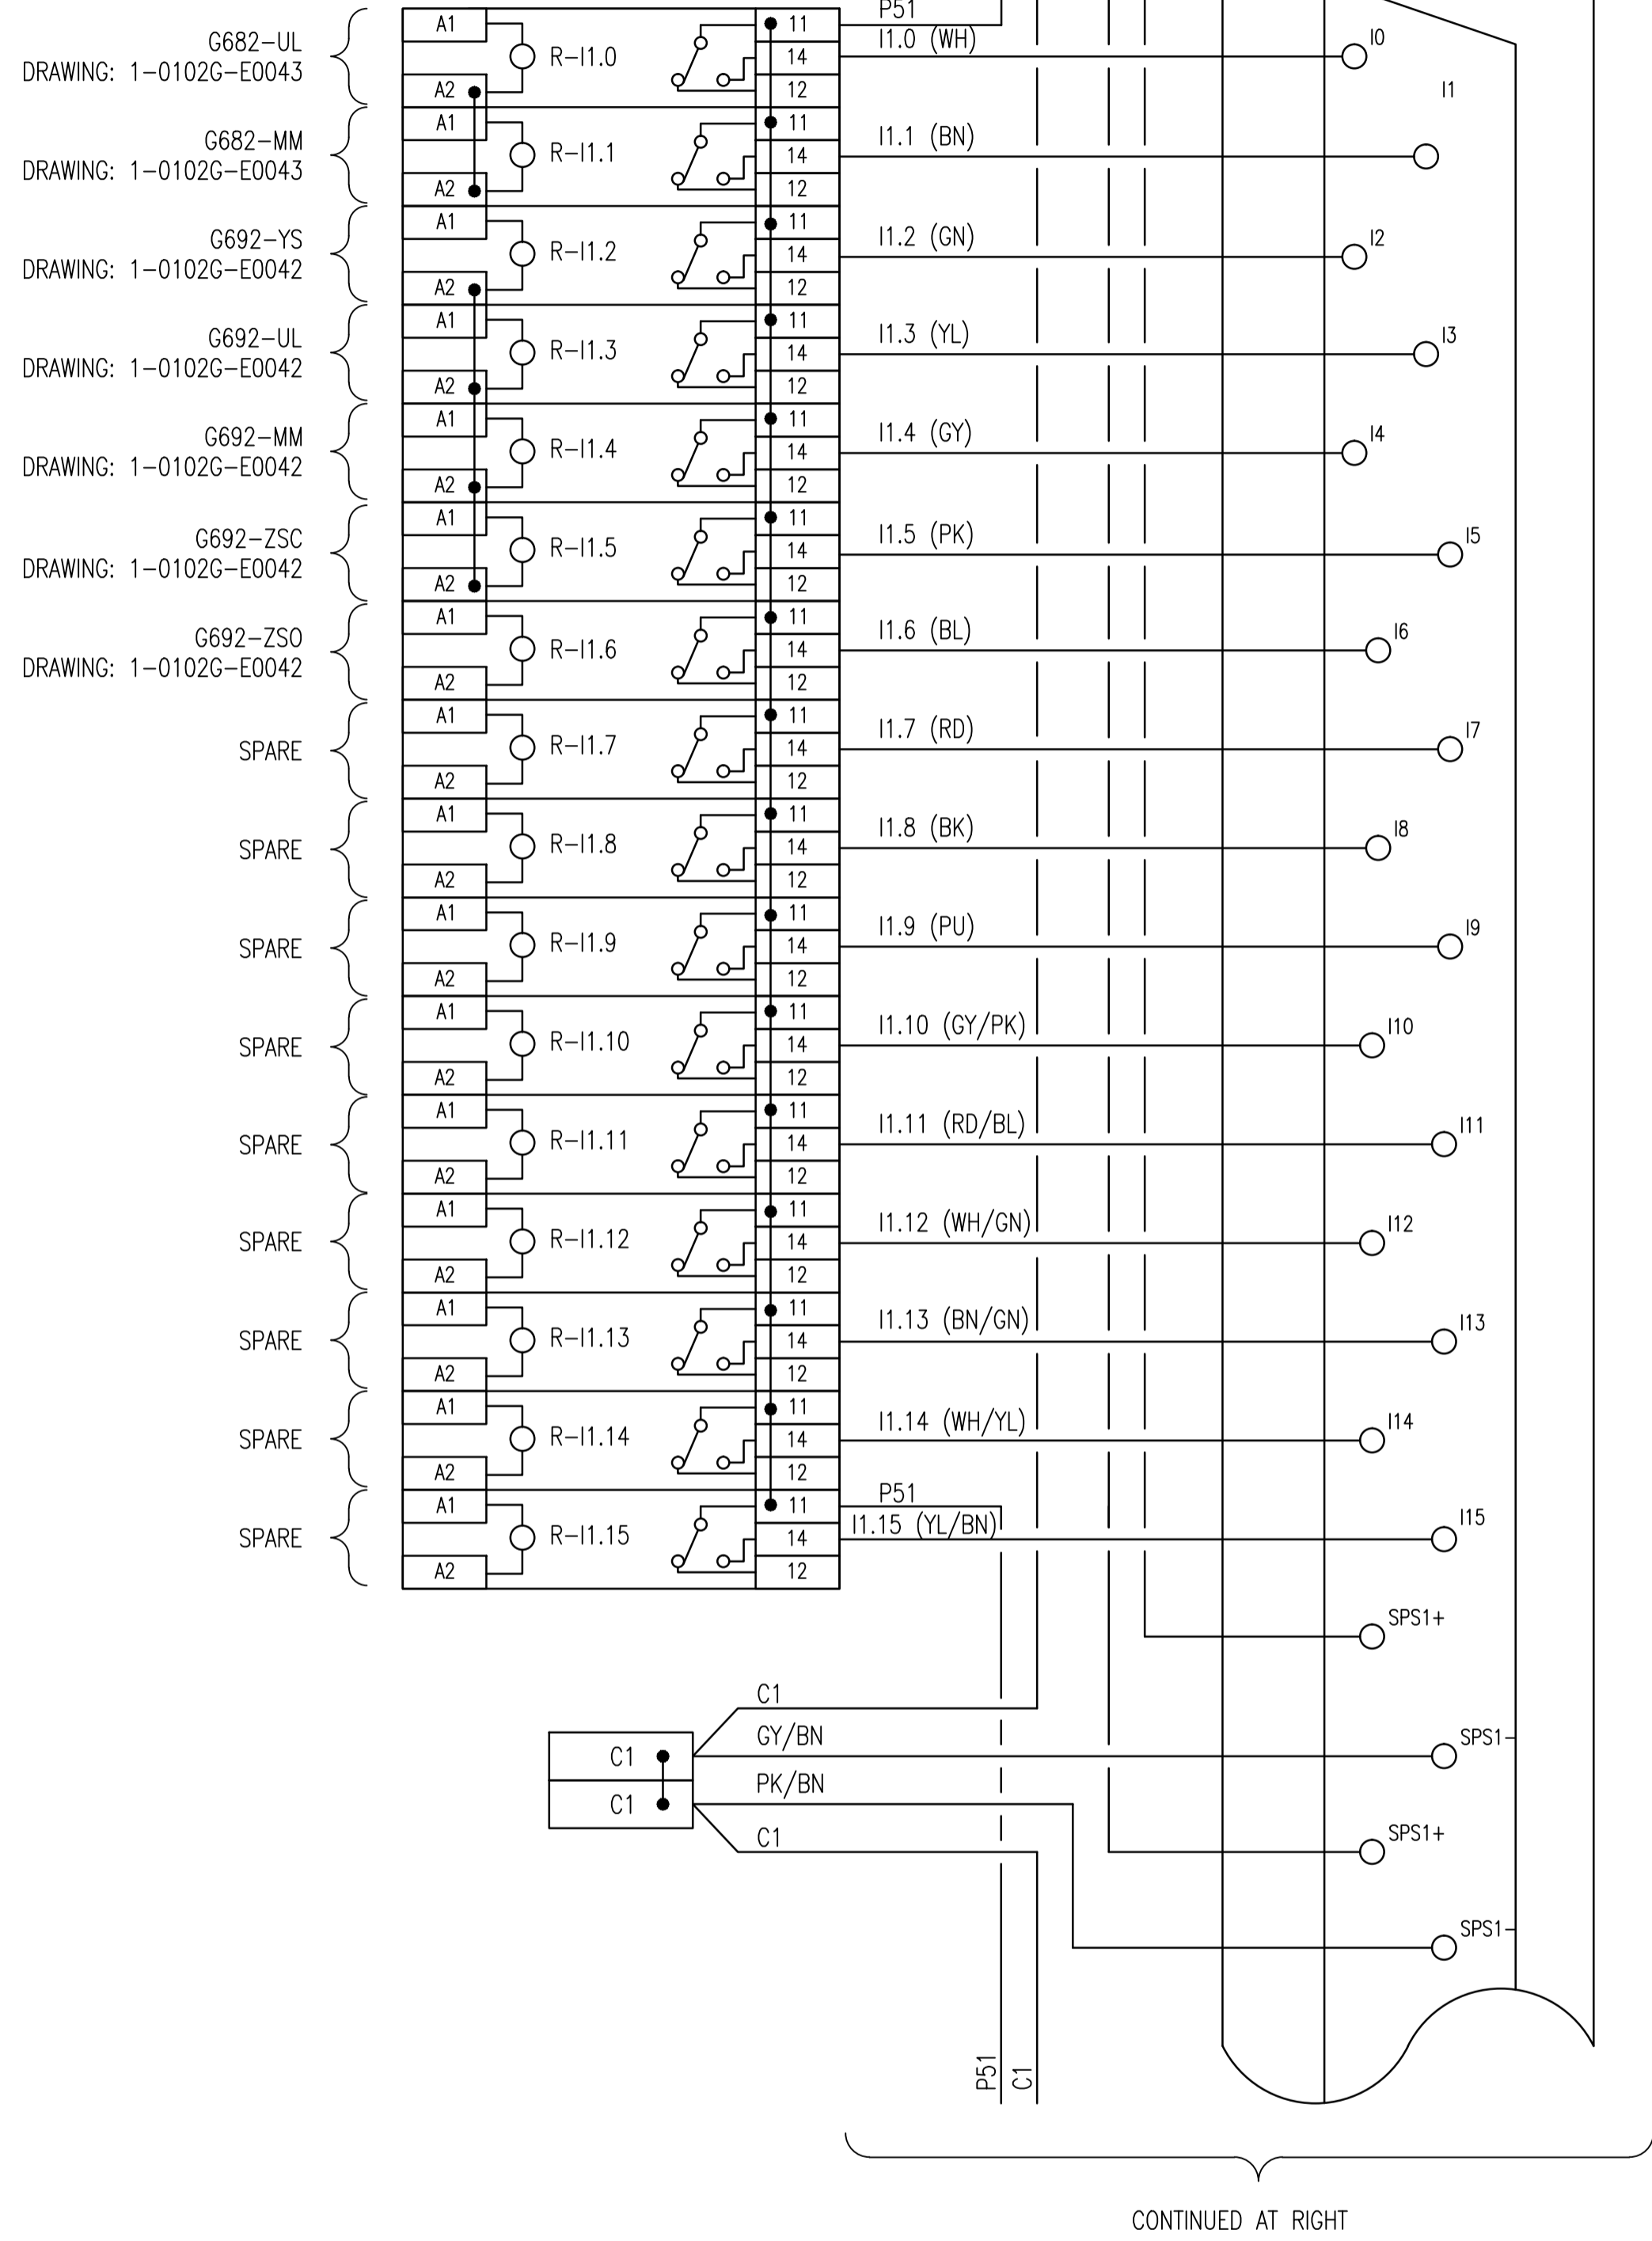 P51
G682-UL
DRAWING: 1-0102G-E0043
A1
A2
R-I1.0
11
14
12
I1.0 (WH)
I0
G682-MM
DRAWING: 1-0102G-E0043
A1
A2
R-I1.1
11
14
12
I1.1 (BN)
I1
G692-YS
DRAWING: 1-0102G-E0042
A1
A2
R-I1.2
11
14
12
I1.2 (GN)
I2
G692-UL
DRAWING: 1-0102G-E0042
A1
A2
R-I1.3
11
14
12
I1.3 (YL)
I3
G692-MM
DRAWING: 1-0102G-E0042
A1
A2
R-I1.4
11
14
12
I1.4 (GY)
I4
G692-ZSC
DRAWING: 1-0102G-E0042
A1
A2
R-I1.5
11
14
12
I1.5 (PK)
I5
G692-ZSO
DRAWING: 1-0102G-E0042
A1
A2
R-I1.6
11
14
12
I1.6 (BL)
I6
SPARE
A1
A2
R-I1.7
11
14
12
I1.7 (RD)
I7
SPARE
A1
A2
R-I1.8
11
14
12
I1.8 (BK)
I8
SPARE
A1
A2
R-I1.9
11
14
12
I1.9 (PU)
I9
SPARE
A1
A2
R-I1.10
11
14
12
I1.10 (GY/PK)
I10
SPARE
A1
A2
R-I1.11
11
14
12
I1.11 (RD/BL)
I11
SPARE
A1
A2
R-I1.12
11
14
12
I1.12 (WH/GN)
I12
SPARE
A1
A2
R-I1.13
11
14
12
I1.13 (BN/GN)
I13
SPARE
A1
A2
R-I1.14
11
14
12
I1.14 (WH/YL)
I14
SPARE
A1
A2
R-I1.15
11
14
12
P51
I1.15 (YL/BN)
I15
SPS1+
C1
GY/BN
C1
SPS1-
PK/BN
C1
C1
SPS1+
SPS1-
P51
C1
CONTINUED AT RIGHT